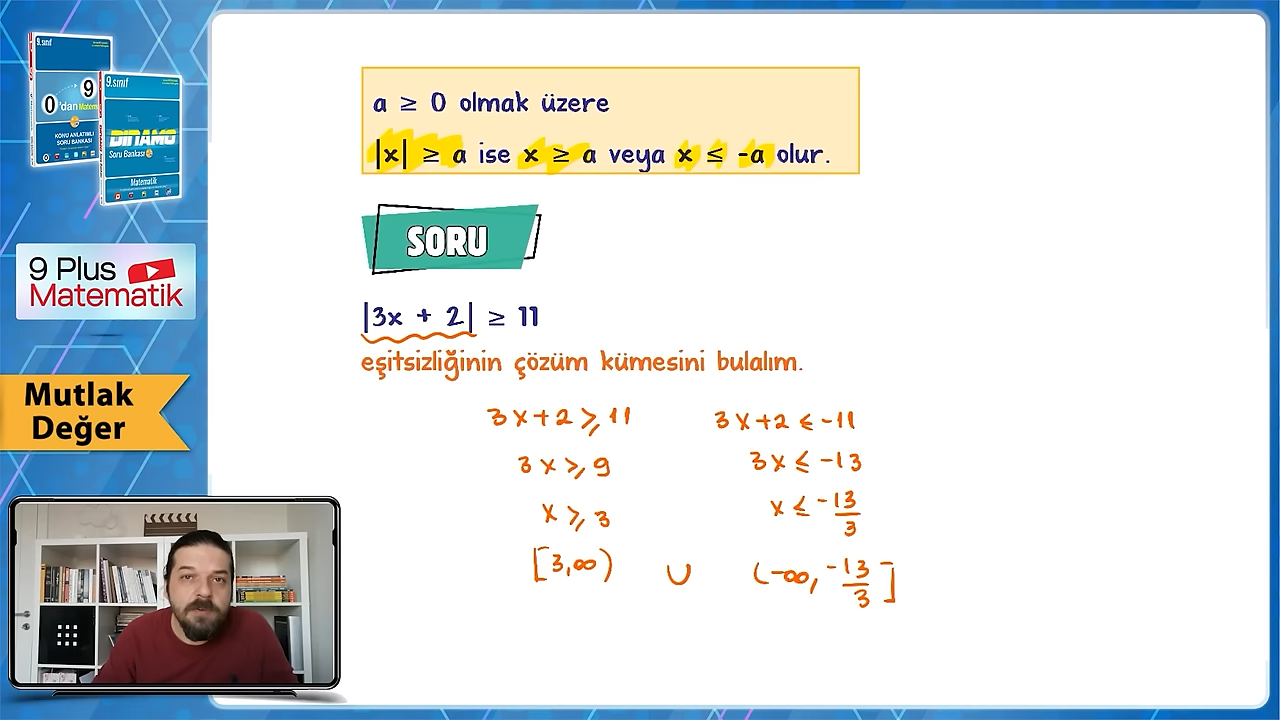 9.sınıf
0'dan 9
Matem
KONU ANLATIMLI
SORU BANKASI
9.sınıf
DİNAMO
Soru Bankası
Matematik
9 Plus
Matematik
Mutlak
Değer
a ≥ 0 olmak üzere
|x| ≥ a ise x ≥ a veya x ≤ -a olur.
SORU
|3x + 2| ≥ 11
eşitsizliğinin çözüm kümesini bulalım.
3x+2 ≥ 11 3x+2 ≤ -11
3x ≥ 9 3x ≤ -13
x ≥ 3 x ≤ -13/3
[3,∞) ∪ (-∞, -13/3]